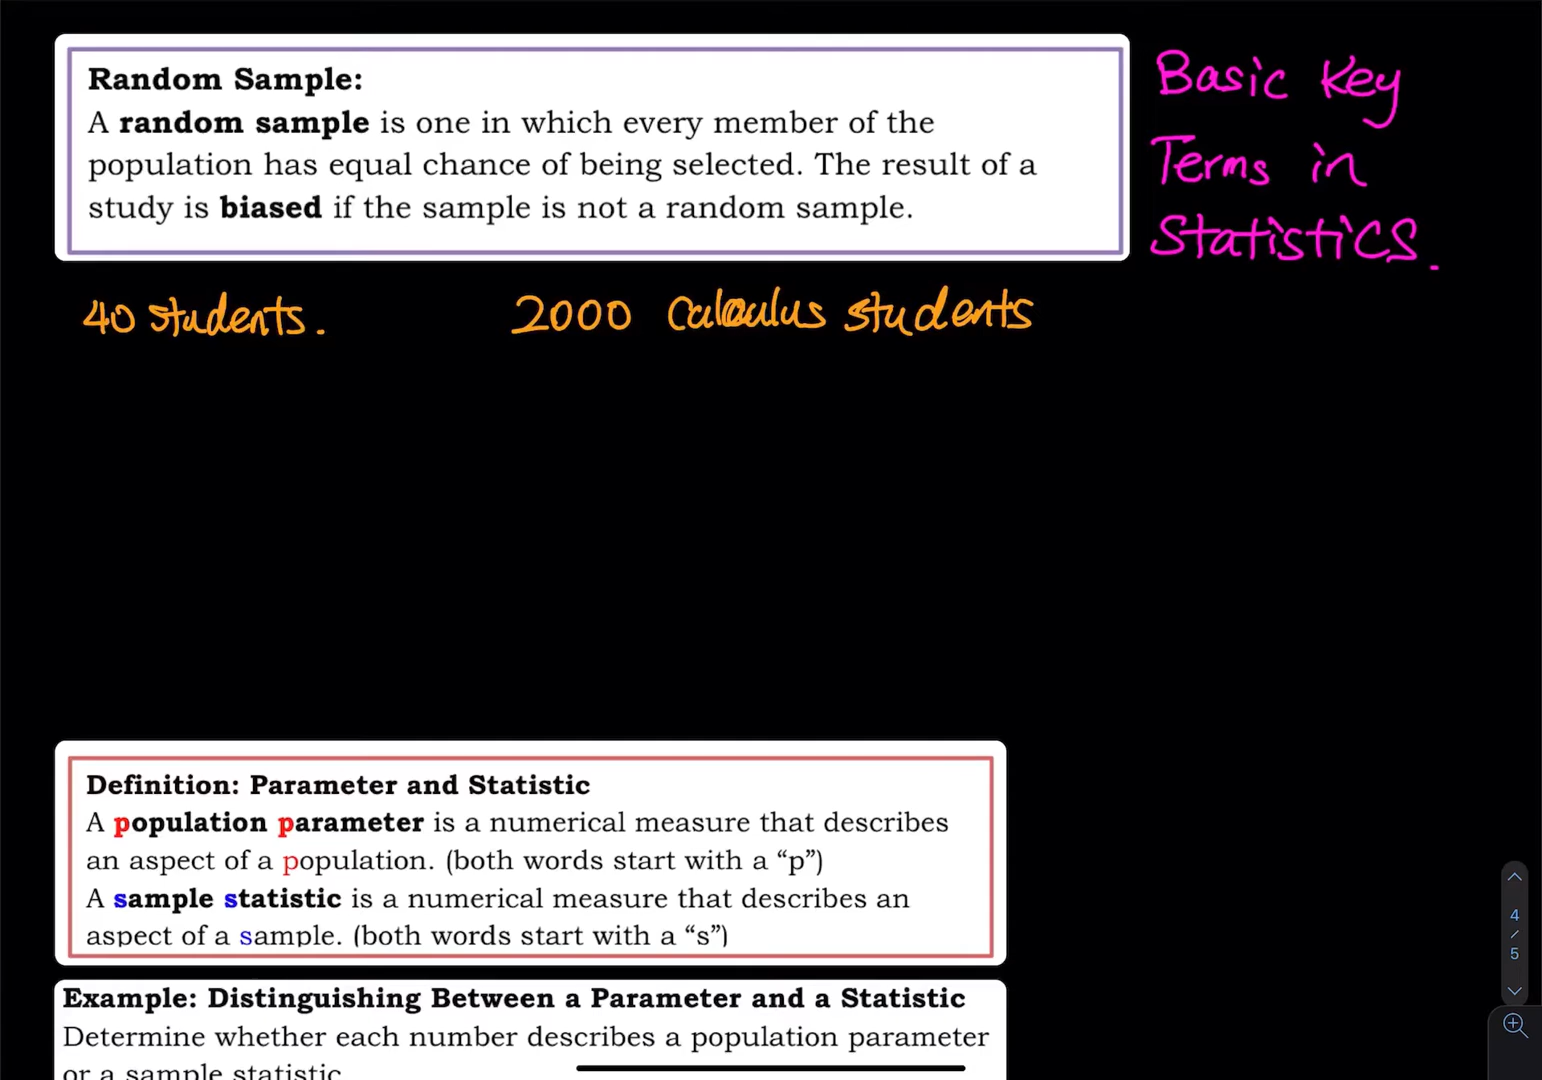 Random Sample:
A random sample is one in which every member of the
population has equal chance of being selected. The result of a
study is biased if the sample is not a random sample.
Basic Key
Terms in
Statistics.
40 students.
2000 Calculus students
Definition: Parameter and Statistic
A population parameter is a numerical measure that describes
an aspect of a population. (both words start with a “p”)
A sample statistic is a numerical measure that describes an
aspect of a sample. (both words start with a “s”)
Example: Distinguishing Between a Parameter and a Statistic
Determine whether each number describes a population parameter
or a sample statistic
4
/
5